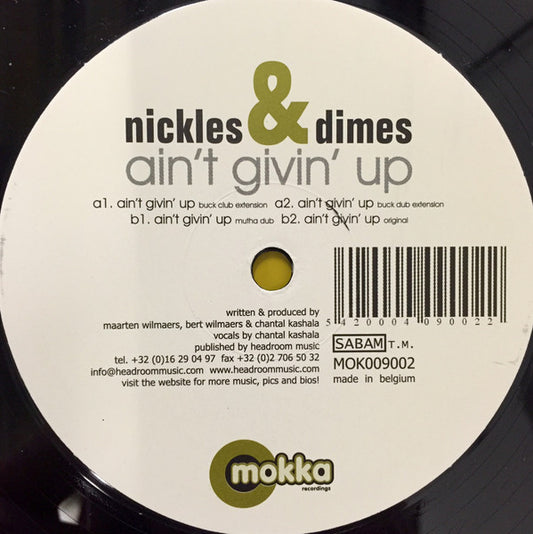 nickles & dimes
ain't givin' up
a1. ain't givin' up buck club extension a2. ain't givin' up buck dub extension
b1. ain't givin' up mutha dub b2. ain't givin' up original
written & produced by
maarten wilmaers, bert wilmaers & chantal kashala
vocals by chantal kashala
published by headroom music
tel. +32 (0)16 29 04 97 fax +32 (0)2 706 50 32
info@headroommusic.com www.headroommusic.com
visit the website for more music, pics and bios!
5 420004 090022
SABAM T.M.
MOK009002
made in belgium
mokka
recordings